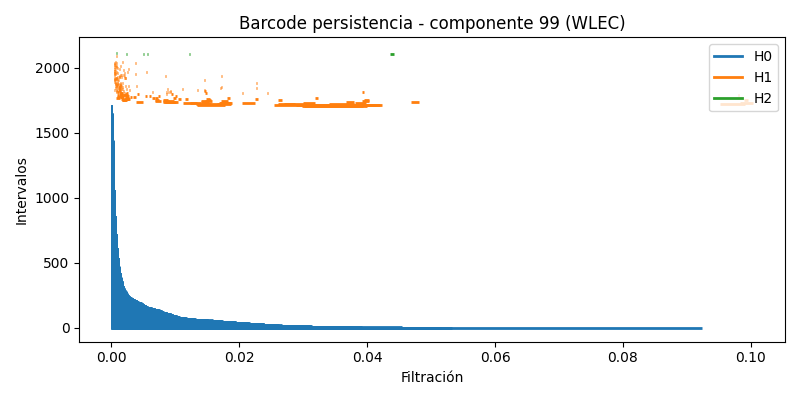 Barcode persistencia - componente 99 (WLEC)
H0
H1
H2
Intervalos
2000
1500
1000
500
0
0.00
0.02
0.04
0.06
0.08
0.10
Filtración